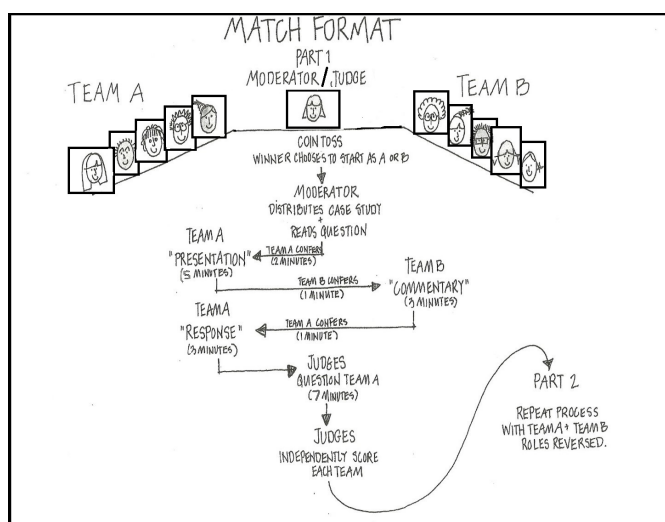 MATCH FORMAT
PART 1
MODERATOR / JUDGE
TEAM A
TEAM B
COIN TOSS
WINNER CHOOSES TO START AS A OR B
MODERATOR
DISTRIBUTES CASE STUDY
+
READS QUESTION
TEAM A CONFERS
(2 MINUTES)
TEAM A
"PRESENTATION"
(5 MINUTES)
TEAM B CONFERS
(1 MINUTE)
TEAM B
"COMMENTARY"
(3 MINUTES)
TEAM A CONFERS
(1 MINUTE)
TEAM A
"RESPONSE"
(3 MINUTES)
JUDGES
QUESTION TEAM A
(7 MINUTES)
JUDGES
INDEPENDENTLY SCORE
EACH TEAM
PART 2
REPEAT PROCESS
WITH TEAM A + TEAM B
ROLES REVERSED.